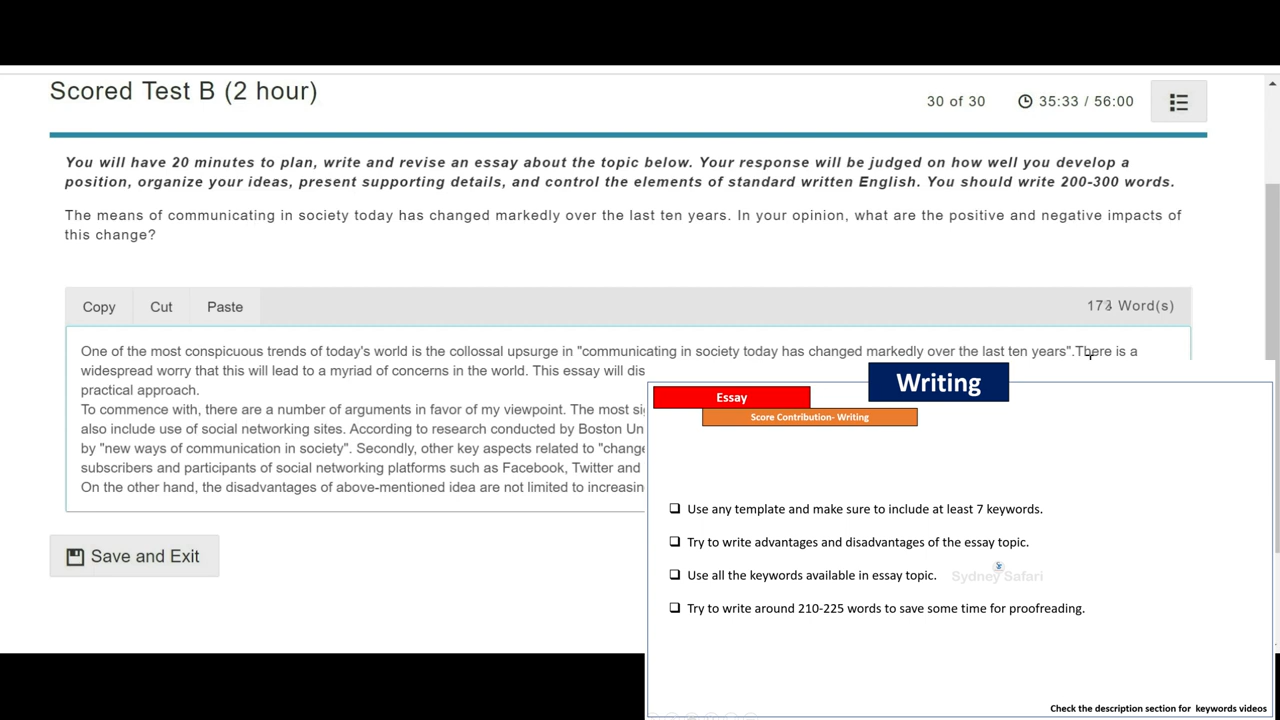 Scored Test B (2 hour)
30 of 30
35:33 / 56:00
You will have 20 minutes to plan, write and revise an essay about the topic below. Your response will be judged on how well you develop a
position, organize your ideas, present supporting details, and control the elements of standard written English. You should write 200-300 words.
The means of communicating in society today has changed markedly over the last ten years. In your opinion, what are the positive and negative impacts of
this change?
Copy Cut Paste
Word(s)
One of the most conspicuous trends of today's world is the collossal upsurge in "communicating in society today has changed markedly over the last ten years".There is a
widespread worry that this will lead to a myriad of concerns in the world. This essay will dis
practical approach.
To commence with, there are a number of arguments in favor of my viewpoint. The most si
also include use of social networking sites. According to research conducted by Boston Un
by "new ways of communication in society". Secondly, other key aspects related to "change
subscribers and participants of social networking platforms such as Facebook, Twitter and
On the other hand, the disadvantages of above-mentioned idea are not limited to increasin
Save and Exit
Writing
Essay
Score Contribution- Writing
Use any template and make sure to include at least 7 keywords.
Try to write advantages and disadvantages of the essay topic.
Use all the keywords available in essay topic.
Sydney Safari
Try to write around 210-225 words to save some time for proofreading.
Check the description section for keywords videos